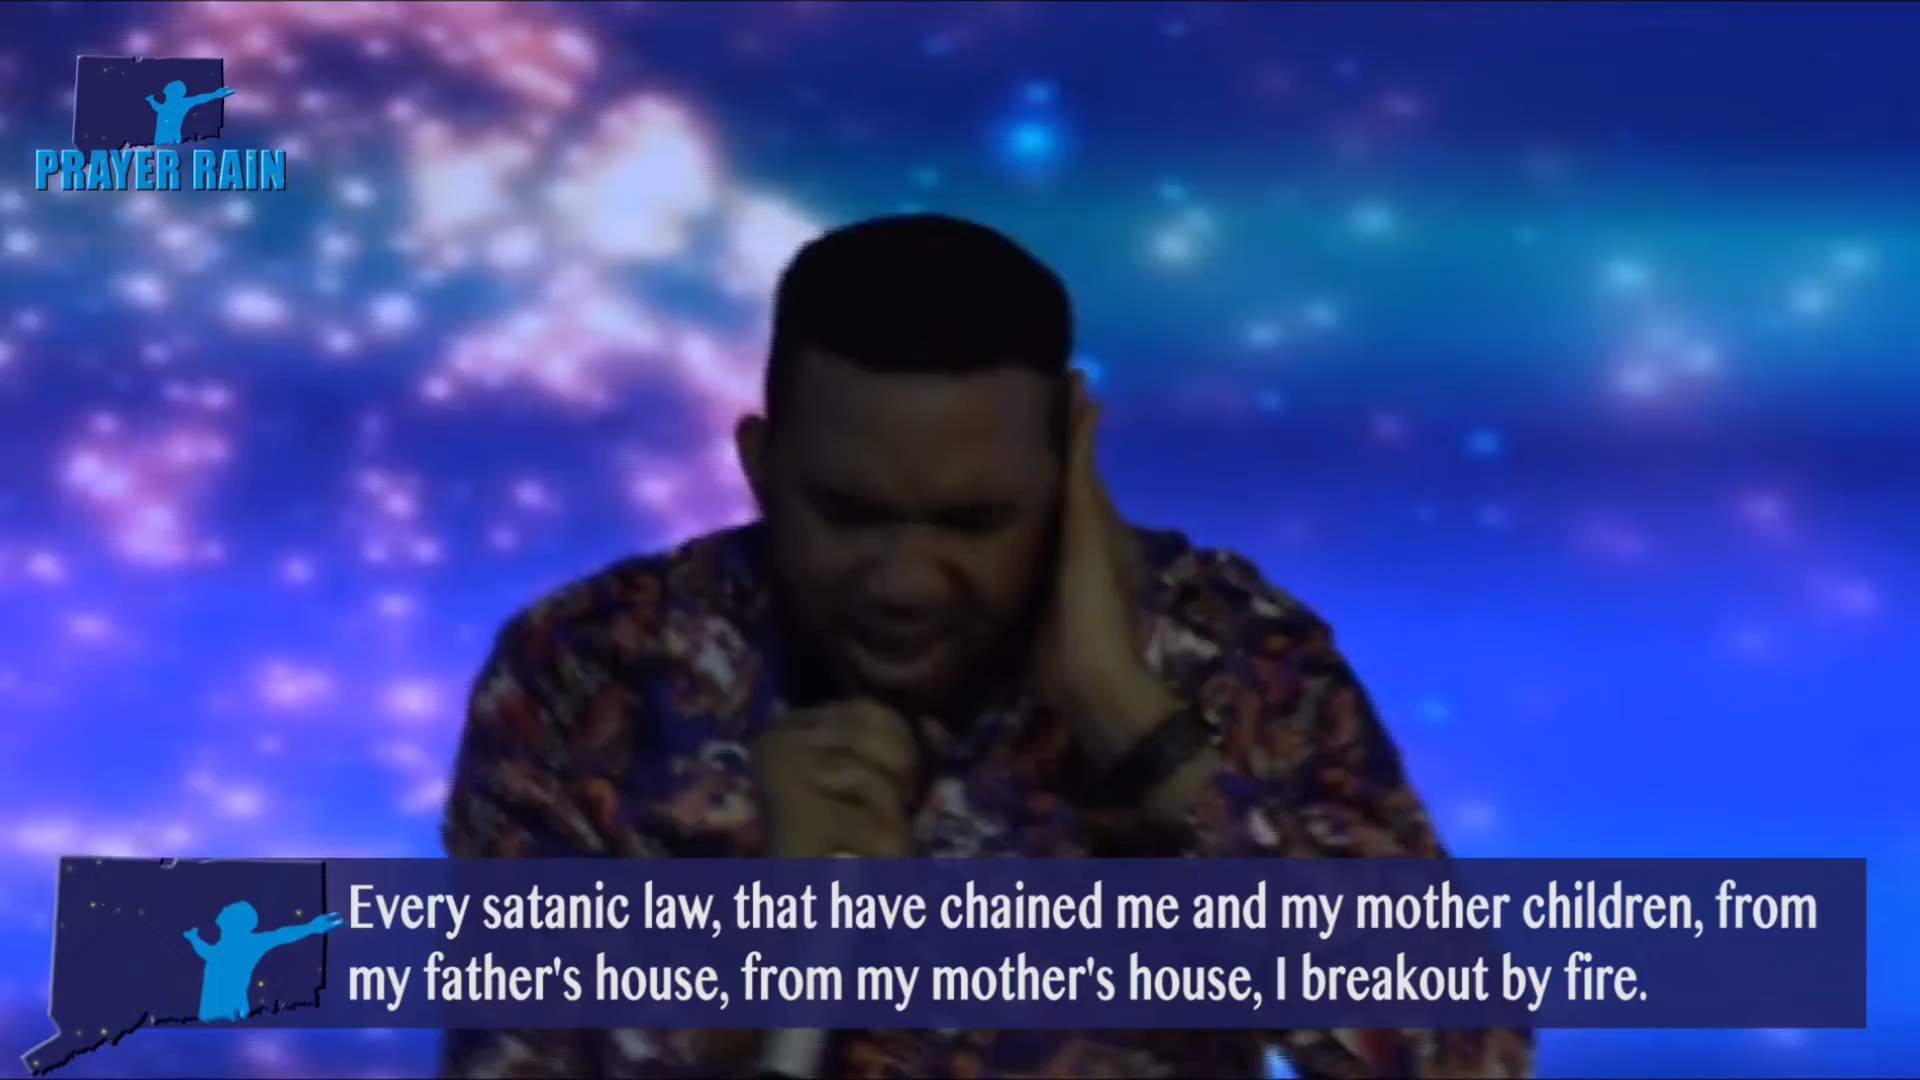 PRAYER RAIN
Every satanic law, that have chained me and my mother children, from
my father's house, from my mother's house, I breakout by fire.